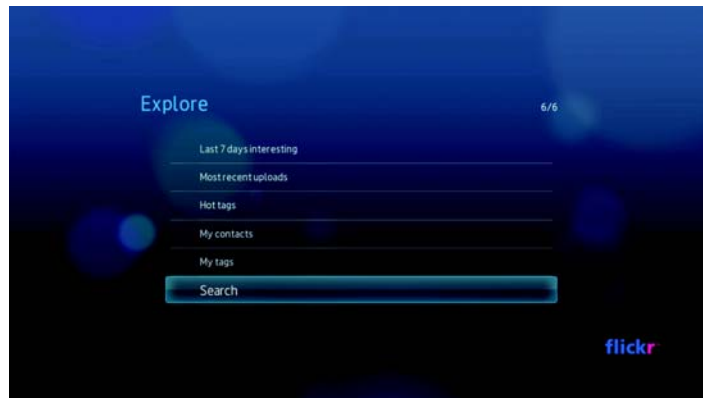 Explore
6/6
Last 7 days interesting
Most recent uploads
Hot tags
My contacts
My tags
Search
flickr